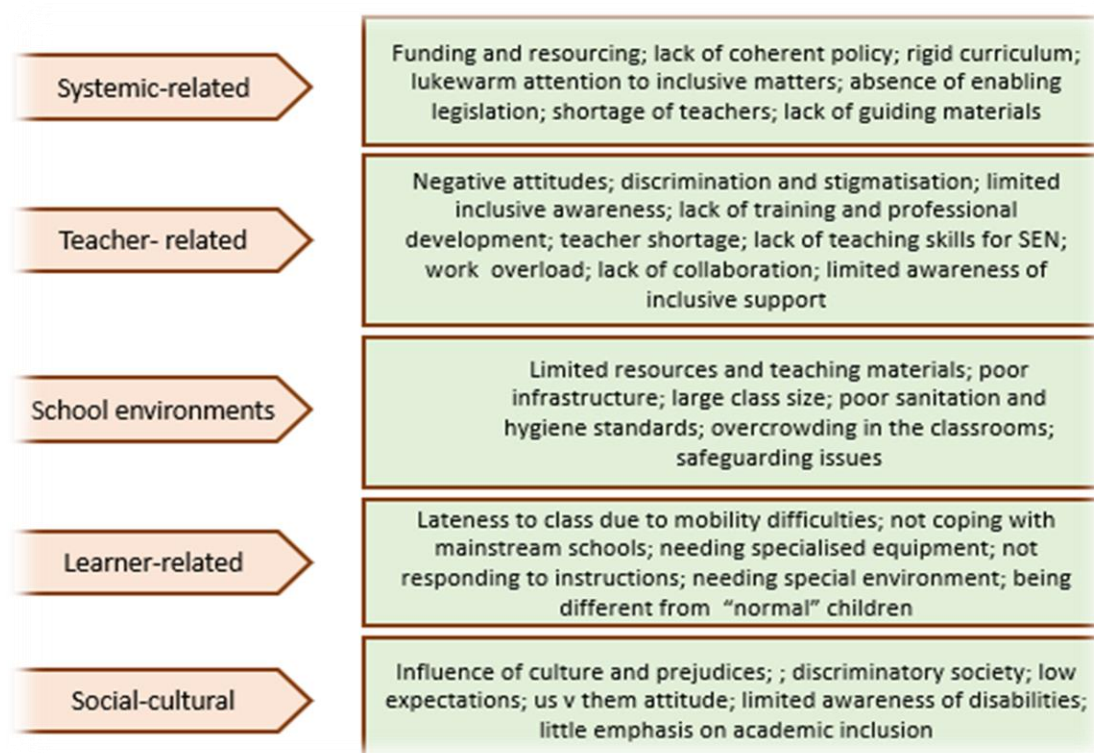 Systemic-related
Funding and resourcing; lack of coherent policy; rigid curriculum;
lukewarm attention to inclusive matters; absence of enabling
legislation; shortage of teachers; lack of guiding materials
Teacher- related
Negative attitudes; discrimination and stigmatisation; limited
inclusive awareness; lack of training and professional
development; teacher shortage; lack of teaching skills for SEN;
work overload; lack of collaboration; limited awareness of
inclusive support
School environments
Limited resources and teaching materials; poor
infrastructure; large class size; poor sanitation and
hygiene standards; overcrowding in the classrooms;
safeguarding issues
Learner-related
Lateness to class due to mobility difficulties; not coping with
mainstream schools; needing specialised equipment; not
responding to instructions; needing special environment; being
different from “normal” children
Social-cultural
Influence of culture and prejudices; ; discriminatory society; low
expectations; us v them attitude; limited awareness of disabilities;
little emphasis on academic inclusion